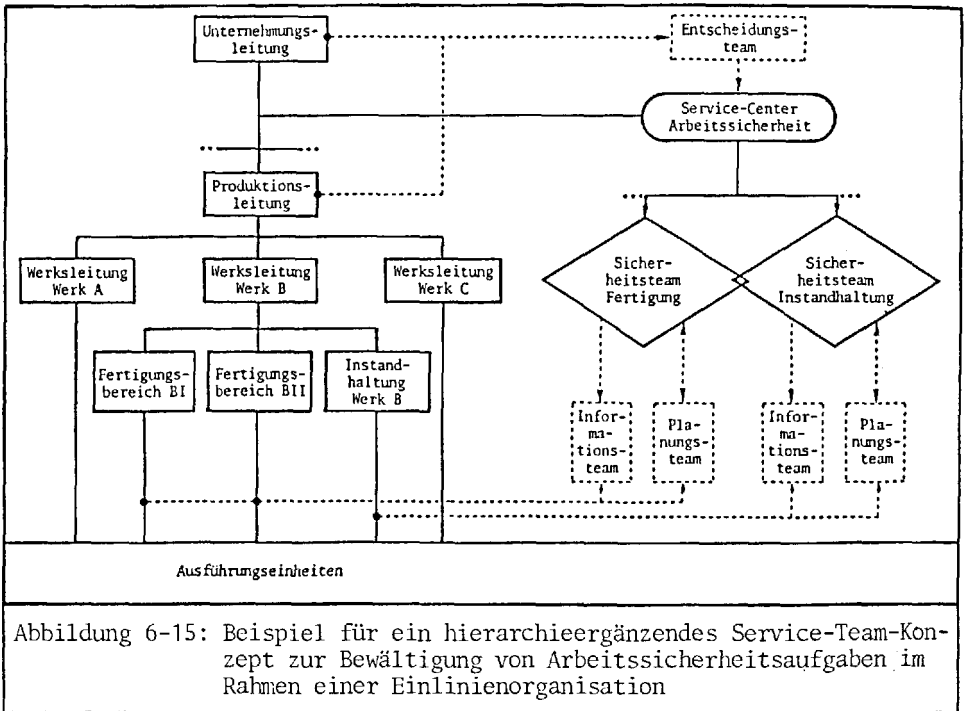 Unternehmungs-
leitung
Entscheidungs-
team
Service-Center
Arbeitssicherheit
Produktions-
leitung
Werksleitung
Werk A
Werksleitung
Werk B
Werksleitung
Werk C
Sicher-
heitsteam
Fertigung
Sicher-
heitsteam
Instandhaltung
Fertigungs-
bereich BI
Fertigungs-
bereich BII
Instand-
haltung
Werk B
Infor-
ma-
tions-
team
Pla-
nungs-
team
Infor-
ma-
tions-
team
Pla-
nungs-
team
Ausführungseinheiten
Abbildung 6-15: Beispiel für ein hierarchieergänzendes Service-Team-Kon-
zept zur Bewältigung von Arbeitssicherheitsaufgaben im
Rahmen einer Einlinienorganisation